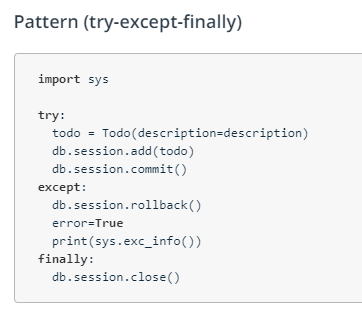 Pattern (try-except-finally)
import sys
try:
  todo = Todo(description=description)
  db.session.add(todo)
  db.session.commit()
except:
  db.session.rollback()
  error=True
  print(sys.exc_info())
finally:
  db.session.close()